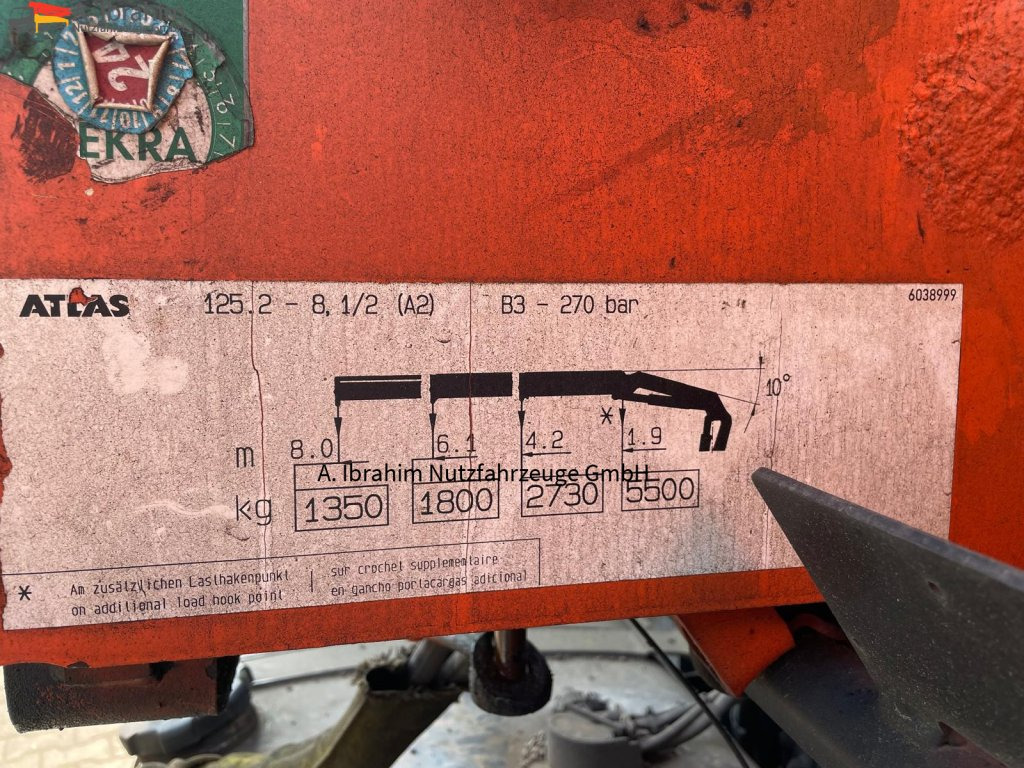 EKRA
ATLAS 125.2 - 8,1/2 (A2) B3 - 270 bar 6038999
10°
*
m 8.0 6.1 4.2 1.9
A. Ibrahim Nutzfahrzeuge GmbH
kg 1350 1800 2730 5500
* Am zusätzlichen Lasthakenpunkt
on additional load hook point
sur crochet supplementaire
en gancho portacargas adicional